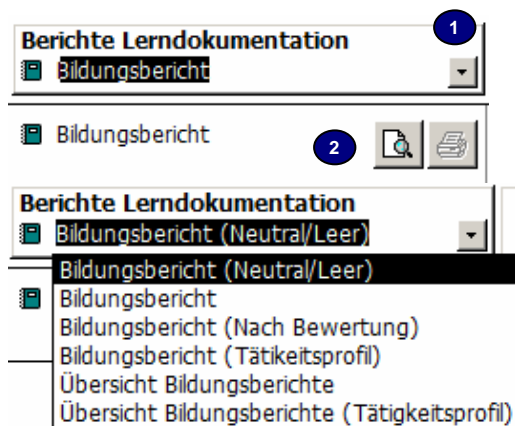 Berichte Lerndokumentation
1
Bildungsbericht
Bildungsbericht
2
Berichte Lerndokumentation
Bildungsbericht (Neutral/Leer)
Bildungsbericht (Neutral/Leer)
Bildungsbericht
Bildungsbericht (Nach Bewertung)
Bildungsbericht (Tätikeitsprofil)
Übersicht Bildungsberichte
Übersicht Bildungsberichte (Tätigkeitsprofil)